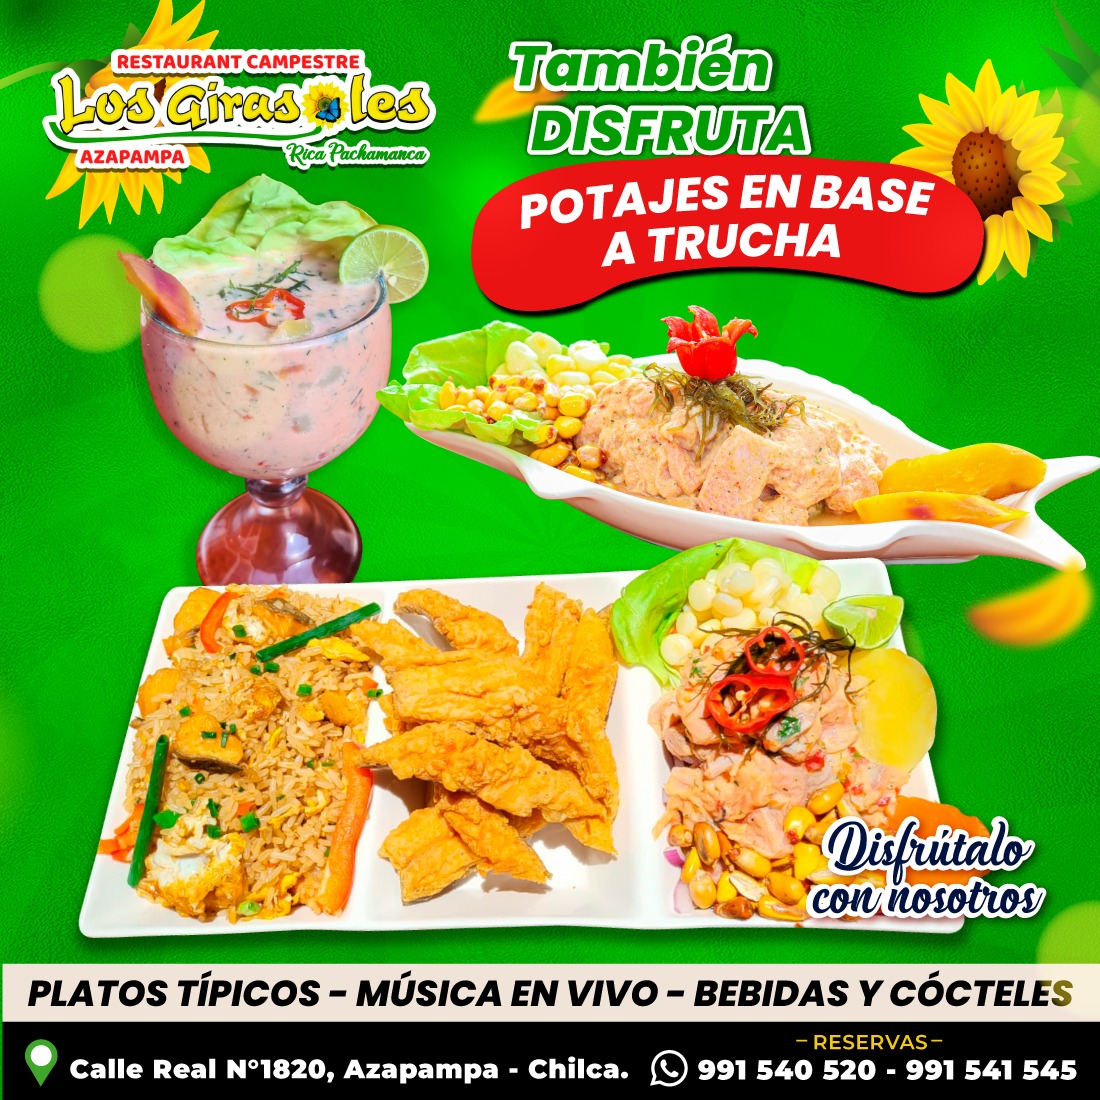 RESTAURANT CAMPESTRE
Los Girasoles
AZAPAMPA
Rica Pachamanca
También
DISFRUTA
POTAJES EN BASE
A TRUCHA
Disfrútalo
con nosotros
PLATOS TÍPICOS - MÚSICA EN VIVO - BEBIDAS Y CÓCTELES
- RESERVAS -
Calle Real N°1820, Azapampa - Chilca.
991 540 520 - 991 541 545